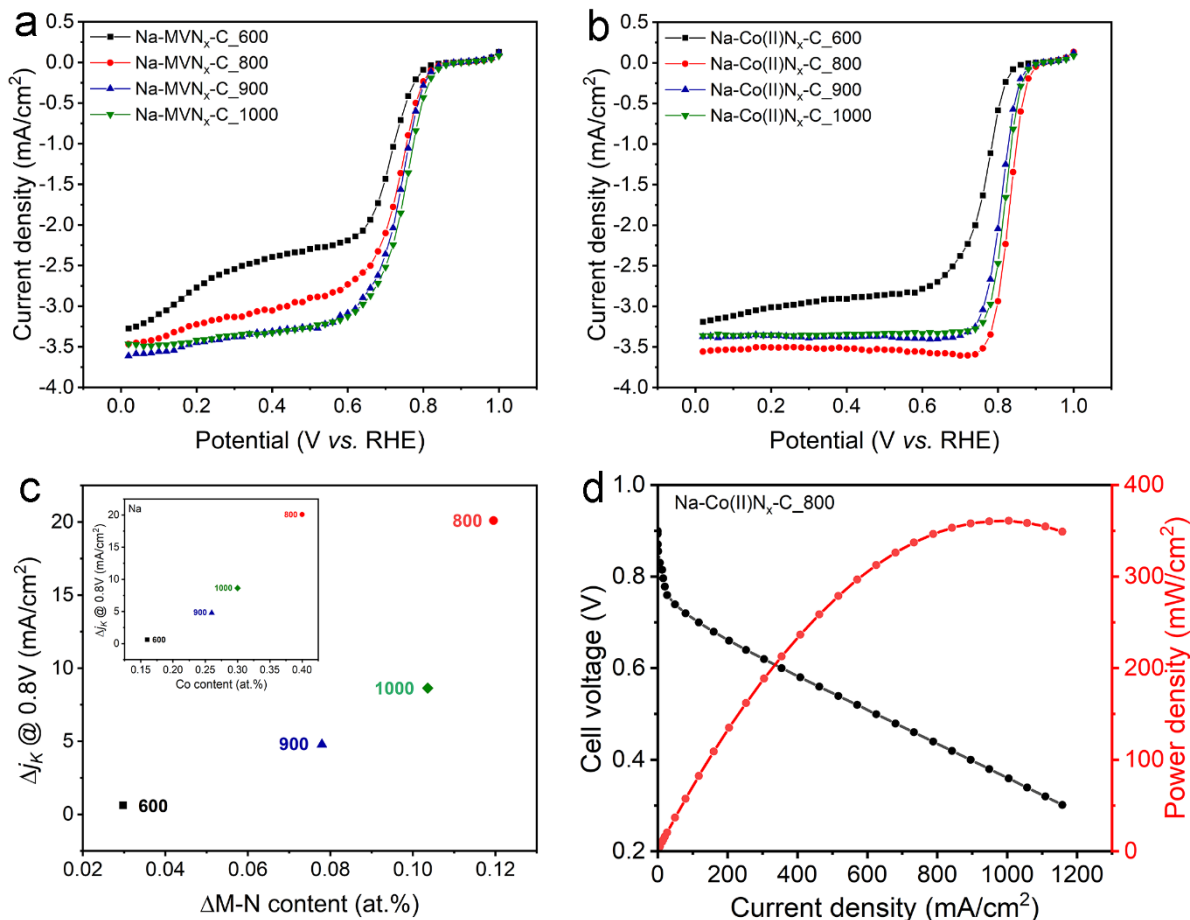 a
0.5
0.0
-0.5
-1.0
-1.5
-2.0
-2.5
-3.0
-3.5
-4.0
Current density (mA/cm²)
Na-MVNₓ-C_600
Na-MVNₓ-C_800
Na-MVNₓ-C_900
Na-MVNₓ-C_1000
0.0 0.2 0.4 0.6 0.8 1.0
Potential (V vs. RHE)
b
0.5
0.0
-0.5
-1.0
-1.5
-2.0
-2.5
-3.0
-3.5
-4.0
Current density (mA/cm²)
Na-Co(II)Nₓ-C_600
Na-Co(II)Nₓ-C_800
Na-Co(II)Nₓ-C_900
Na-Co(II)Nₓ-C_1000
0.0 0.2 0.4 0.6 0.8 1.0
Potential (V vs. RHE)
c
20
15
10
5
0
Δjₖ @ 0.8V (mA/cm²)
800
1000
900
600
0.02 0.04 0.06 0.08 0.10 0.12
ΔM-N content (at.%)
Na
20
15
10
5
0
Δjₖ @ 0.8V (mA/cm²)
800
1000
900
600
0.15 0.20 0.25 0.30 0.35 0.40
Co content (at.%)
d
Na-Co(II)Nₓ-C_800
1.0
0.8
0.6
0.4
0.2
Cell voltage (V)
400
300
200
100
0
Power density (mW/cm²)
0 200 400 600 800 1000 1200
Current density (mA/cm²)